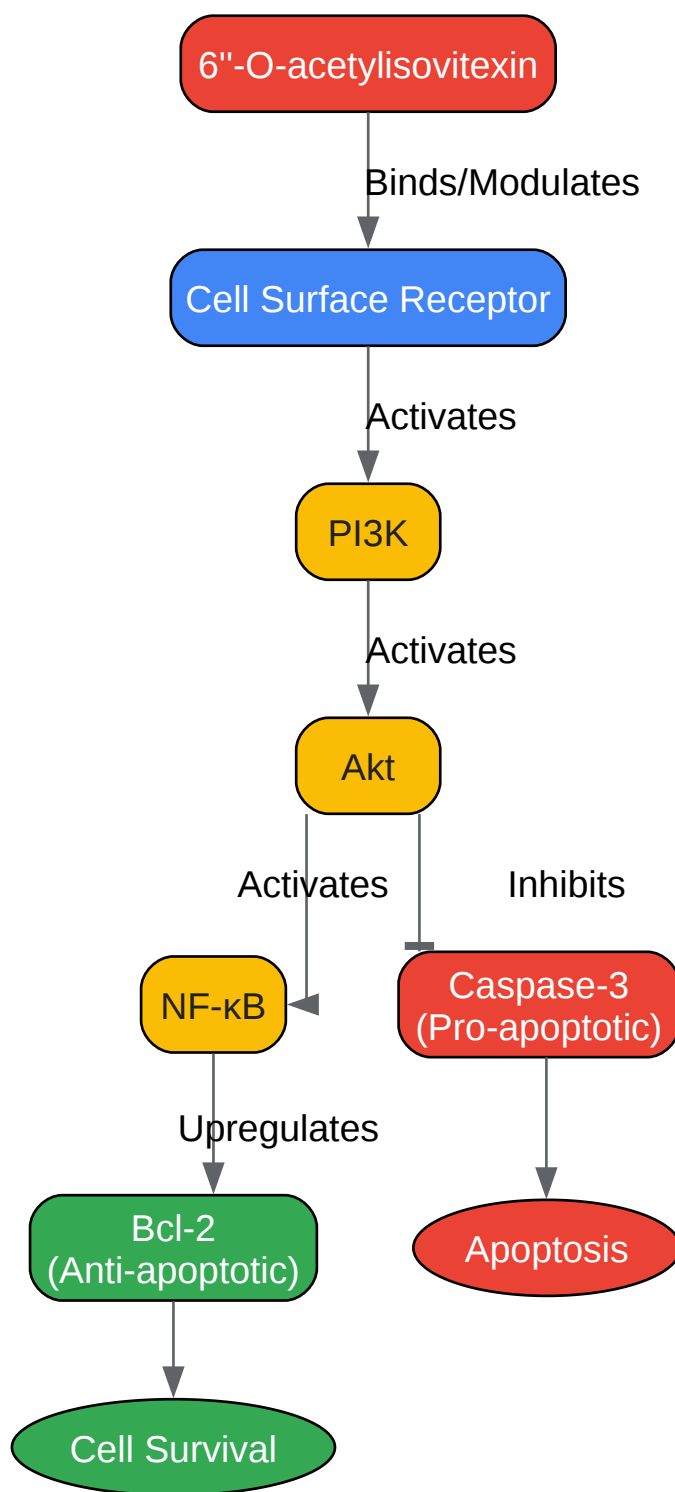 6''-O-acetylisovitexin
Binds/Modulates
Cell Surface Receptor
Activates
PI3K
Activates
Akt
Activates
Inhibits
NF-κB
Caspase-3
(Pro-apoptotic)
Upregulates
Bcl-2
(Anti-apoptotic)
Apoptosis
Cell Survival